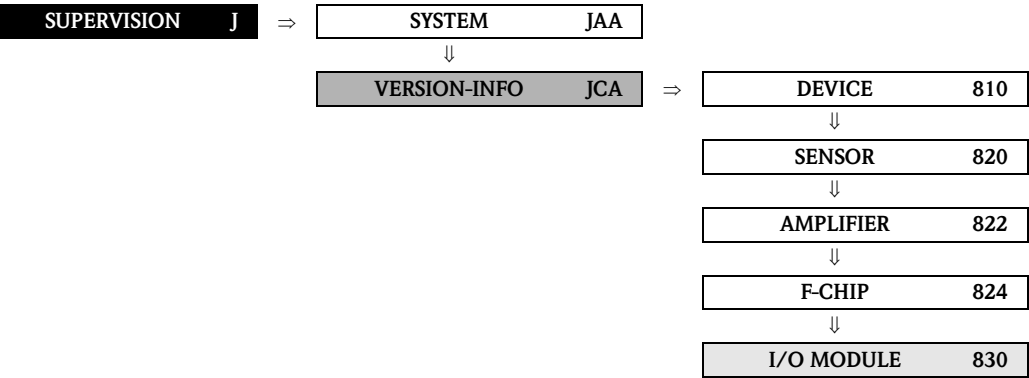 SUPERVISION J ⇒ SYSTEM JAA
⇓
VERSION-INFO JCA ⇒ DEVICE 810
⇓
SENSOR 820
⇓
AMPLIFIER 822
⇓
F-CHIP 824
⇓
I/O MODULE 830